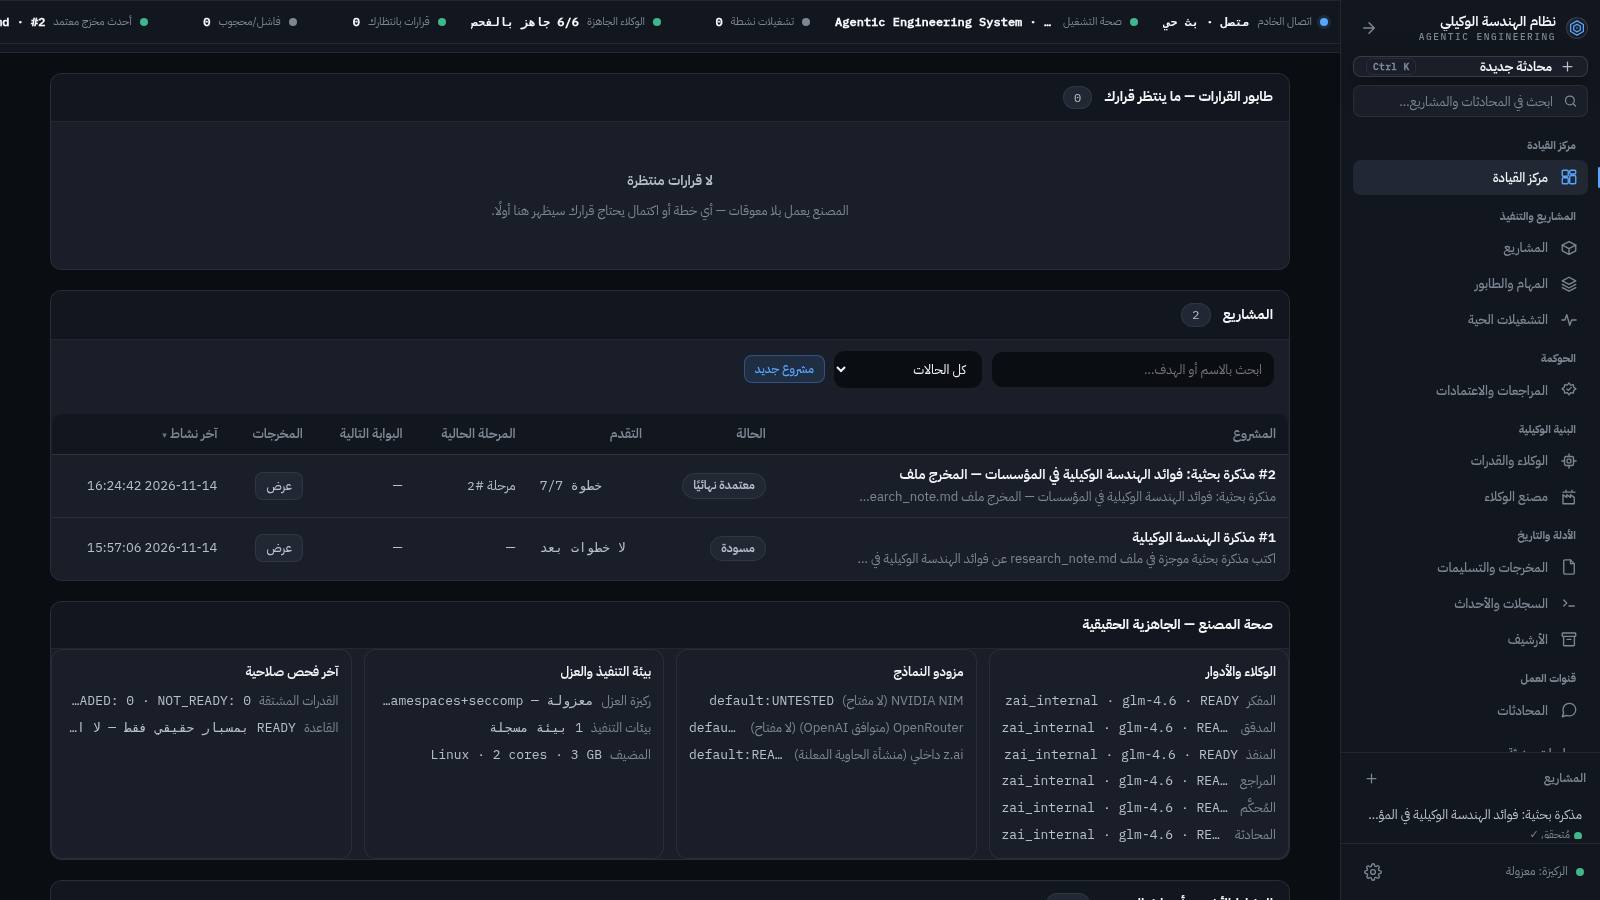 نظام الهندسة الوكيلي
AGENTIC ENGINEERING
محادثة جديدة
Ctrl K
ابحث في المحادثات والمشاريع...
مركز القيادة
مركز القيادة
المشاريع والتنفيذ
المشاريع
المهام والطابور
التشغيلات الحية
الحوكمة
المراجعات والاعتمادات
البنية الوكيلية
الوكلاء والقدرات
مصنع الوكلاء
الأدلة والتاريخ
المخرجات والتسليمات
السجلات والأحداث
الأرشيف
قنوات العمل
المحادثات
المشاريع
مذكرة بحثية: فوائد الهندسة الوكيلية في المؤ...
مُتحقق ✓
الركيزة: معزولة
اتصال الخادم متصل · بث حي
صحة التشغيل Agentic Engineering System · …
تشغيلات نشطة 0
الوكلاء الجاهزة 6/6 جاهز بالفحص
قرارات بانتظارك 0
فاشل/محجوب 0
أحدث مخرج معتمد #2 ·
طابور القرارات — ما ينتظر قرارك 0
لا قرارات منتظرة
المصنع يعمل بلا معوقات — أي خطة أو اكتمال يحتاج قرارك سيظهر هنا أولًا.
المشاريع 2
ابحث بالاسم أو الهدف...
كل الحالات
مشروع جديد
المشروع الحالة التقدم المرحلة الحالية البوابة التالية المخرجات آخر نشاط ▾
#2 مذكرة بحثية: فوائد الهندسة الوكيلية في المؤسسات — المخرج ملف
مذكرة بحثية: فوائد الهندسة الوكيلية في المؤسسات — المخرج ملف earch_note.md...
معتمدة نهائيًا
خطوة 7/7
مرحلة #2
—
عرض
2026-11-14 16:24:42
#1 مذكرة الهندسة الوكيلية
اكتب مذكرة بحثية موجزة في ملف research_note.md عن فوائد الهندسة الوكيلية في ...
مسودة
لا خطوات بعد
—
—
عرض
2026-11-14 15:57:06
صحة المصنع — الجاهزية الحقيقية
الوكلاء والأدوار
المفكر zai_internal · glm-4.6 · READY
المدقق zai_internal · glm-4.6 · REA…
المنفذ zai_internal · glm-4.6 · READY
المراجع zai_internal · glm-4.6 · REA…
المُحكَّم zai_internal · glm-4.6 · REA…
المحادثة zai_internal · glm-4.6 · RE…
مزودو النماذج
NVIDIA NIM (لا مفتاح) default:UNTESTED
OpenRouter (متوافق OpenAI) (لا مفتاح) defau…
z.ai داخلي (منشأة الحاوية المعلنة) default:REA…
بيئة التنفيذ والعزل
ركيزة العزل معزولة — amespaces+seccomp…
بيئات التنفيذ 1 بيئة مسجلة
المضيف Linux · 2 cores · 3 GB
آخر فحص صلاحية
القدرات المشتقة ADED: 0 · NOT_READY: 0…
القاعدة READY بمسبار حقيقي فقط — لا ا…